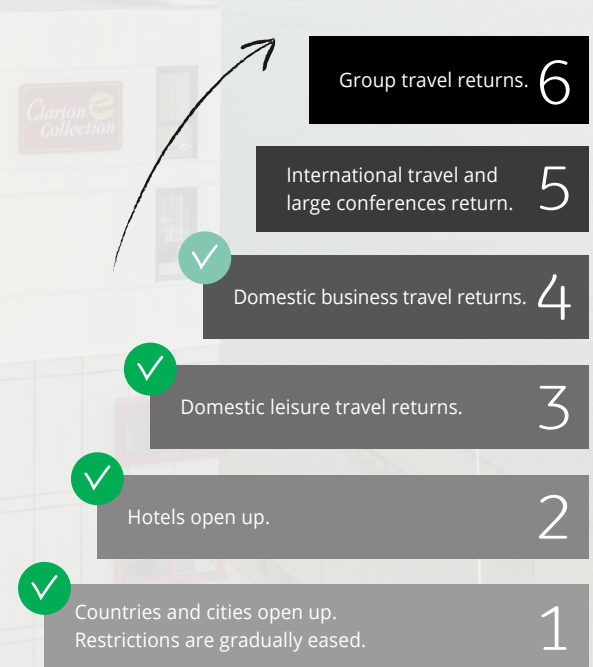 Group travel returns. 6
Clarion
Collection
International travel and
large conferences return. 5
Domestic business travel returns. 4
Domestic leisure travel returns. 3
Hotels open up. 2
Countries and cities open up.
Restrictions are gradually eased. 1